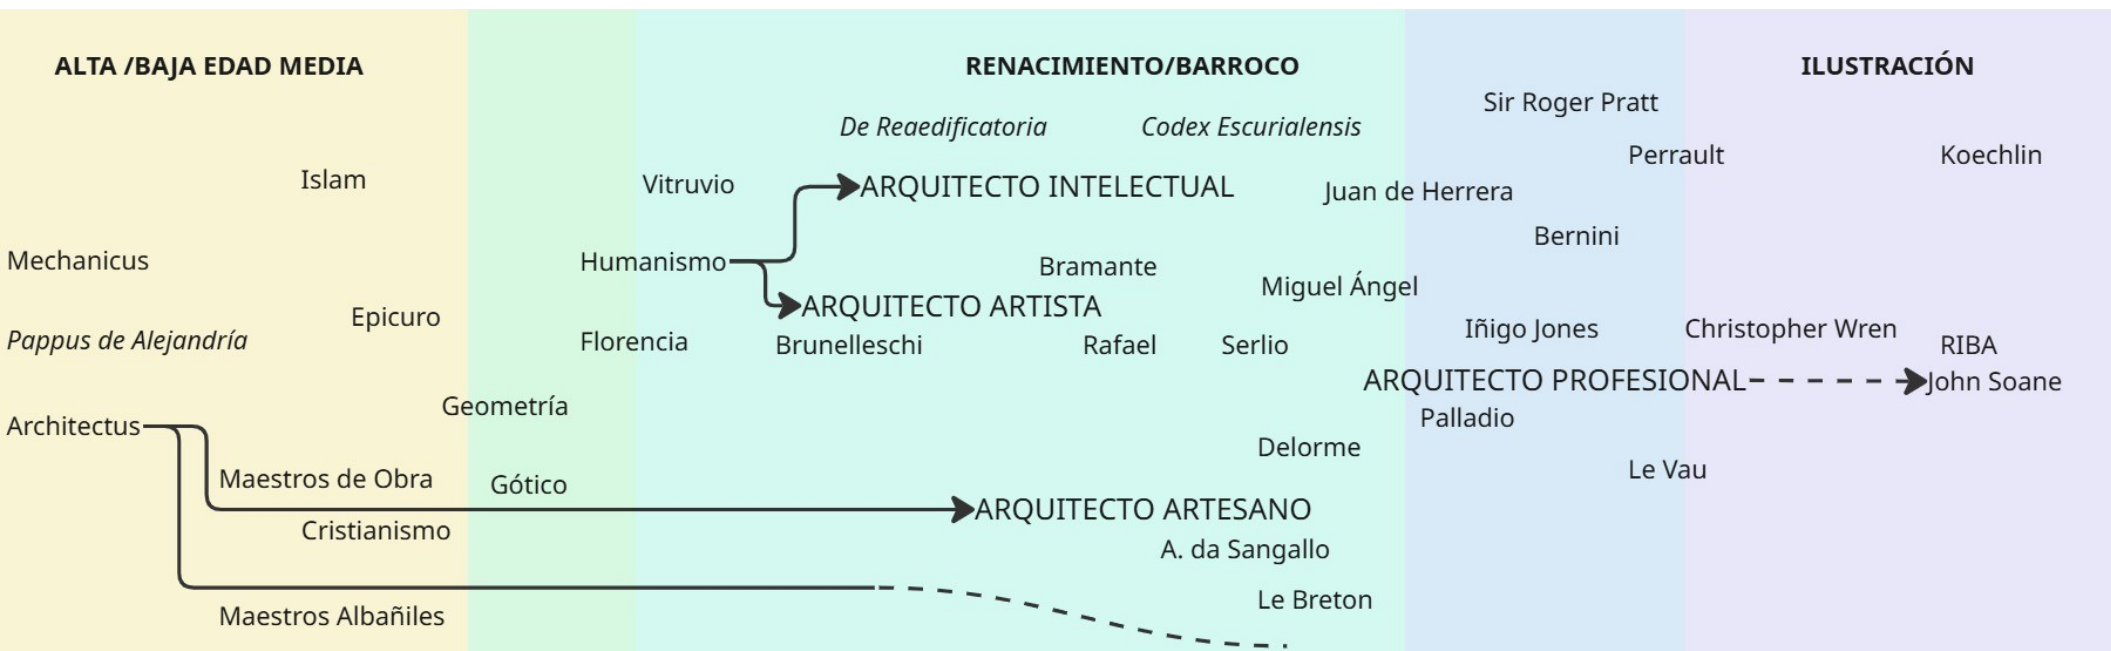 ALTA /BAJA EDAD MEDIA
RENACIMIENTO/BARROCO
ILUSTRACIÓN
Sir Roger Pratt
De Reaedificatoria
Codex Escurialensis
Perrault
Koechlin
Islam
Vitruvio
ARQUITECTO INTELECTUAL
Juan de Herrera
Bernini
Mechanicus
Humanismo
Bramante
Miguel Ángel
ARQUITECTO ARTISTA
Epicuro
Iñigo Jones
Christopher Wren
Pappus de Alejandría
Florencia
Brunelleschi
Rafael
Serlio
RIBA
ARQUITECTO PROFESIONAL
John Soane
Geometría
Palladio
Architectus
Delorme
Le Vau
Maestros de Obra
Gótico
ARQUITECTO ARTESANO
Cristianismo
A. da Sangallo
Le Breton
Maestros Albañiles